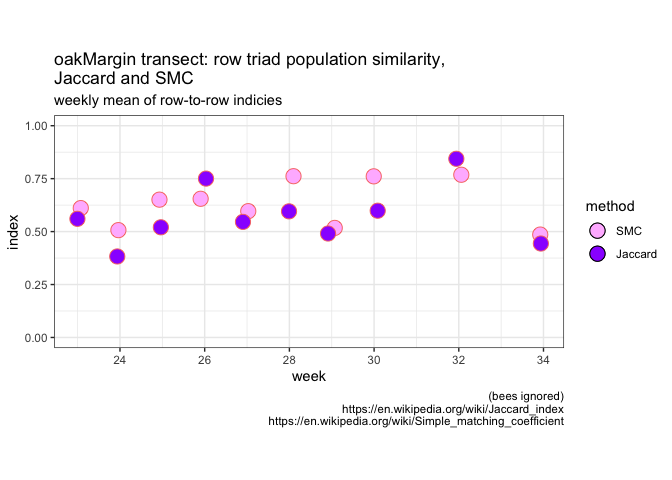 oakMargin transect: row triad population similarity,
Jaccard and SMC
weekly mean of row-to-row indicies
1.00
0.75
0.50
0.25
0.00
index
24 26 28 30 32 34
week
method
SMC
Jaccard
(bees ignored)
https://en.wikipedia.org/wiki/Jaccard_index
https://en.wikipedia.org/wiki/Simple_matching_coefficient